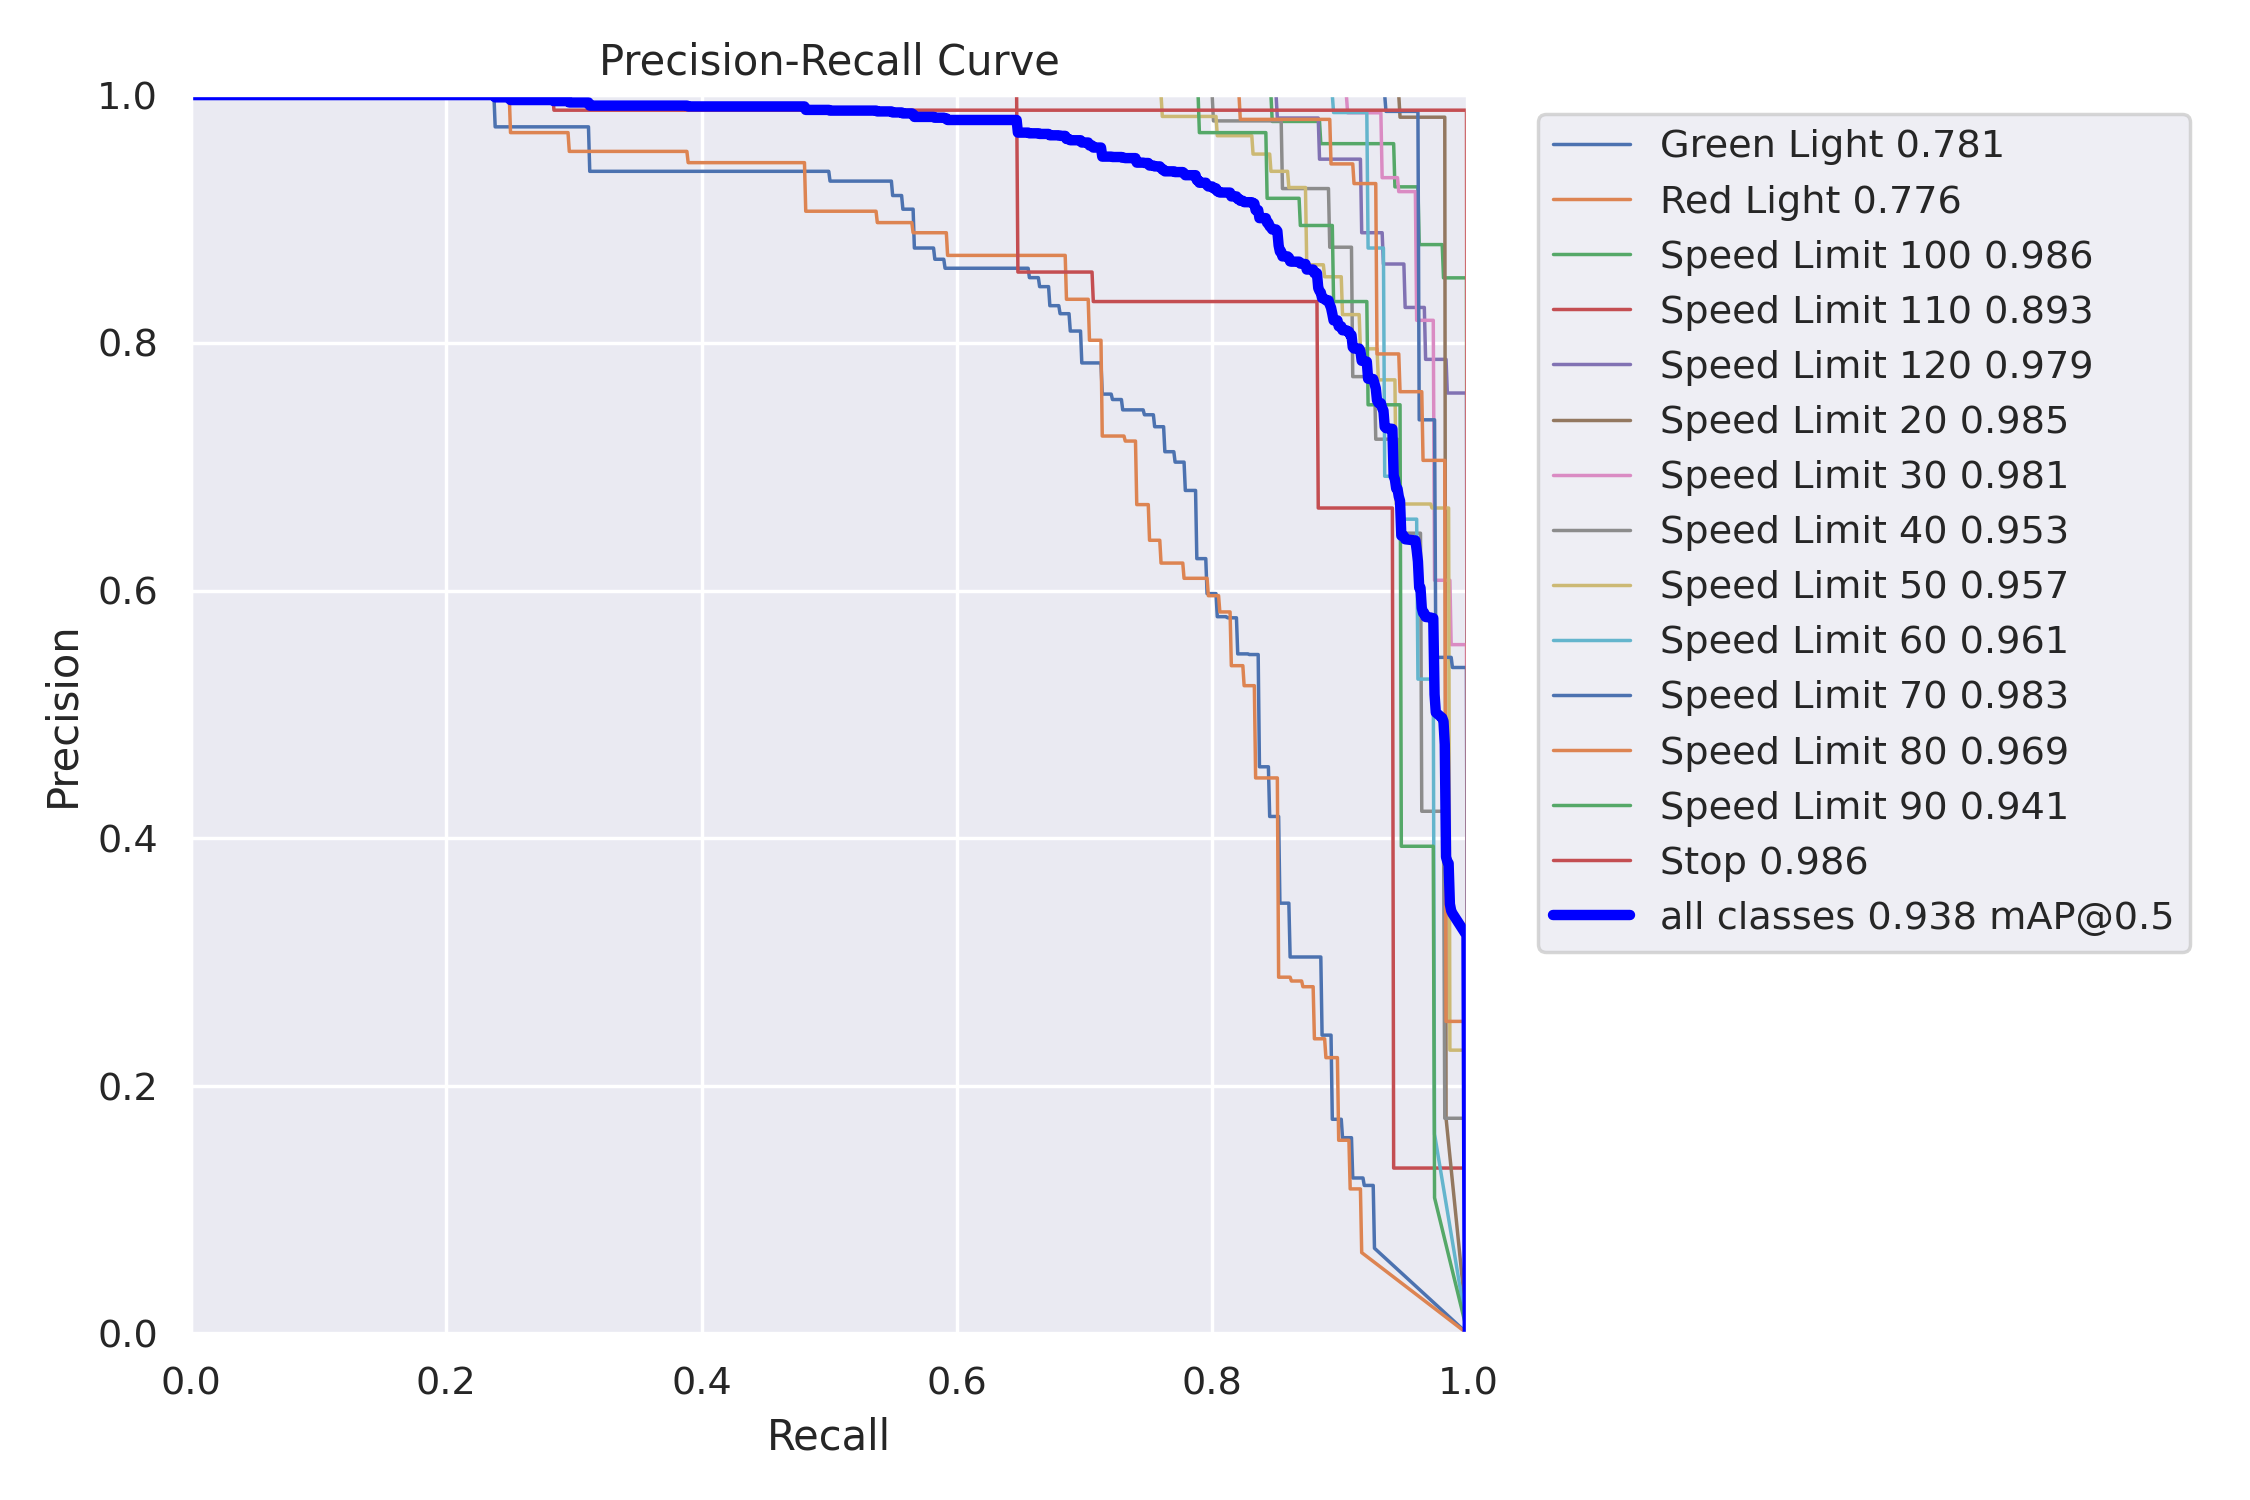 Precision-Recall Curve
1.0
0.8
0.6
0.4
0.2
0.0
Precision
0.0 0.2 0.4 0.6 0.8 1.0
Recall
Green Light 0.781
Red Light 0.776
Speed Limit 100 0.986
Speed Limit 110 0.893
Speed Limit 120 0.979
Speed Limit 20 0.985
Speed Limit 30 0.981
Speed Limit 40 0.953
Speed Limit 50 0.957
Speed Limit 60 0.961
Speed Limit 70 0.983
Speed Limit 80 0.969
Speed Limit 90 0.941
Stop 0.986
all classes 0.938 mAP@0.5